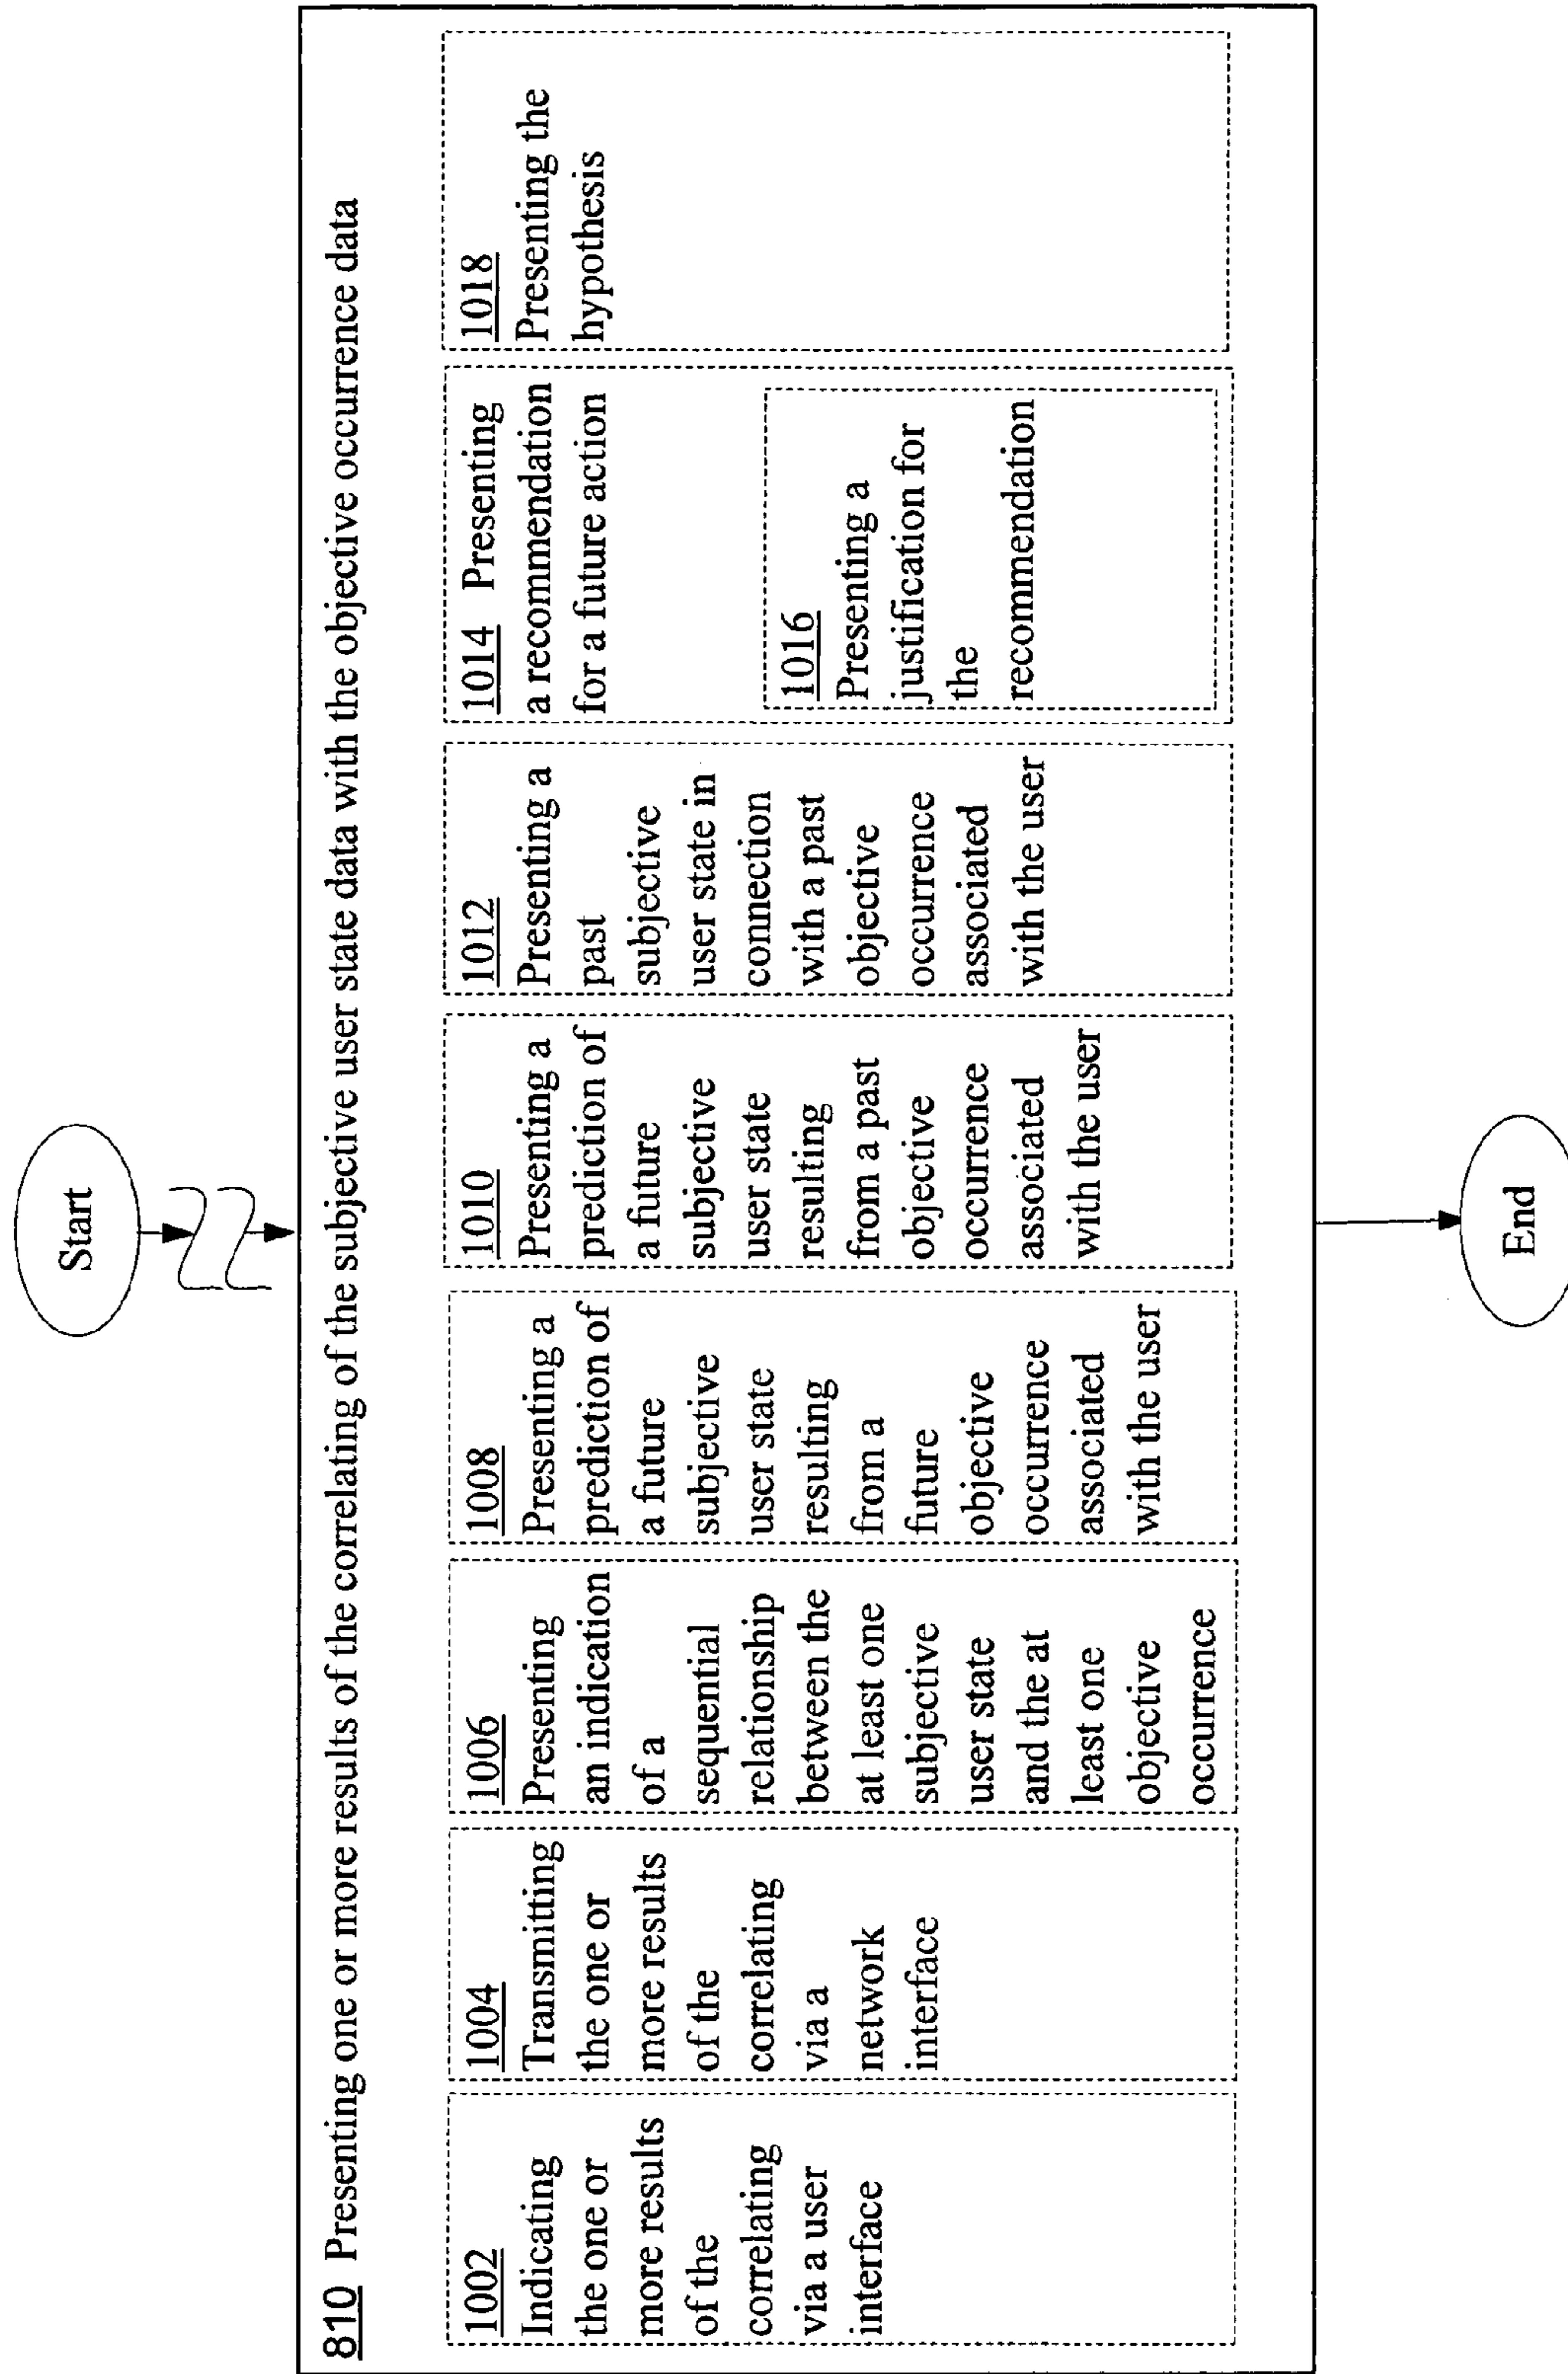 Start
810 Presenting one or more results of the correlating of the subjective user state data with the objective occurrence data
1002
Indicating
the one or
more results
of the
correlating
via a user
interface
1004
Transmitting
the one or
more results
of the
correlating
via a
network
interface
1006
Presenting
an indication
of a
sequential
relationship
between the
at least one
subjective
user state
and the at
least one
objective
occurrence
1008
Presenting a
prediction of
a future
subjective
user state
resulting
from a
future
objective
occurrence
associated
with the user
1010
Presenting a
prediction of
a future
subjective
user state
resulting
from a past
objective
occurrence
associated
with the user
1012
Presenting a
past
subjective
user state in
connection
with a past
objective
occurrence
associated
with the user
1014 Presenting
a recommendation
for a future action
1016
Presenting a
justification for
the
recommendation
1018
Presenting the
hypothesis
End